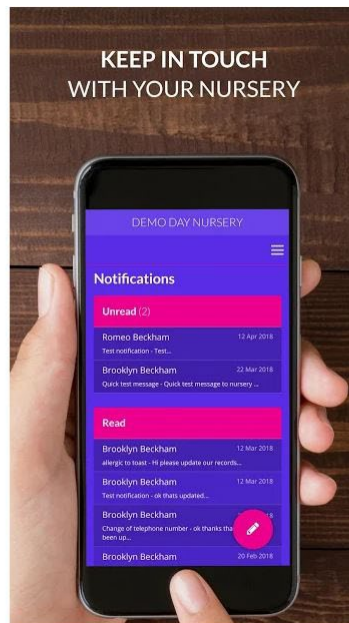 KEEP IN TOUCH
WITH YOUR NURSERY
DEMO DAY NURSERY
Notifications
Unread (2)
Romeo Beckham 12 Apr 2018
Test notification - Test...
Brooklyn Beckham 22 Mar 2018
Quick test message - Quick test message to nursery ...
Read
Brooklyn Beckham 12 Mar 2018
allergic to toast - Hi please update our records...
Brooklyn Beckham 12 Mar 2018
Test notification - ok thats updated...
Brooklyn Beckham 2018
Change of telephone number - ok thanks
been up...
Brooklyn Beckham 20 Feb 2018